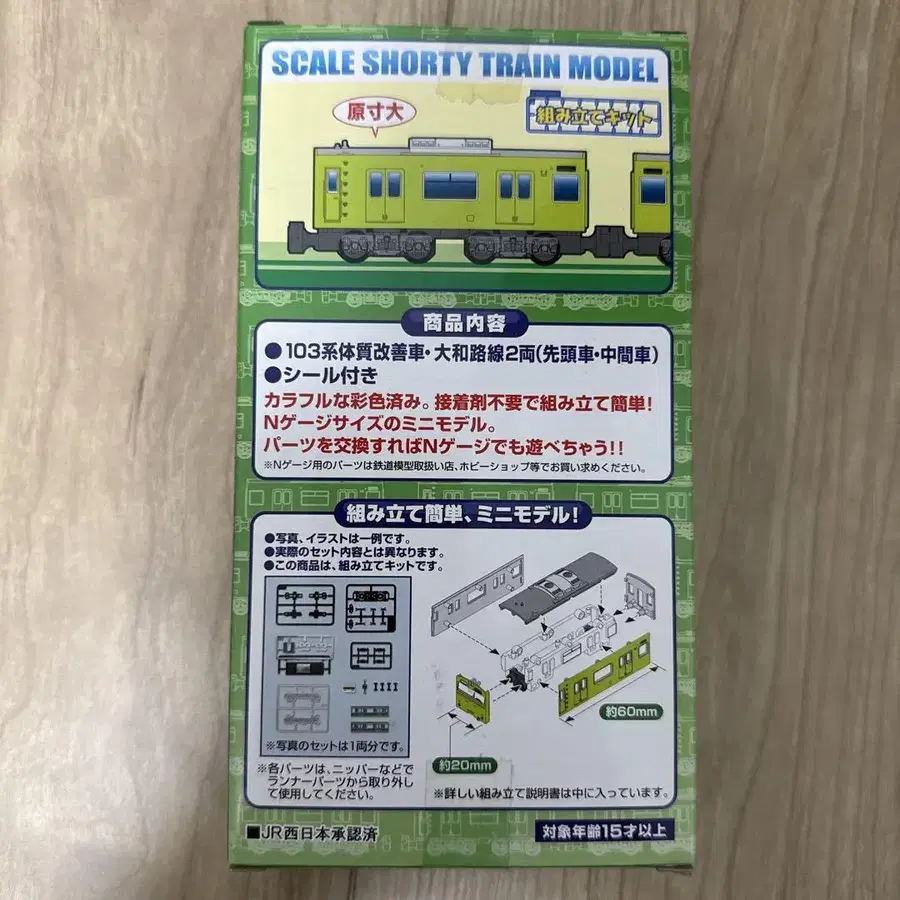 SCALE SHORTY TRAIN MODEL
原寸大
組み立てキット
商品内容
●103系体質改善車・大和路線2両(先頭車・中間車)
●シール付き
カラフルな彩色済み。接着剤不要で組み立て簡単!
Nゲージサイズのミニモデル。
パーツを交換すればNゲージでも遊べちゃう!!
※Nゲージ用のパーツは鉄道模型取扱い店、ホビーショップ等でお買い求めください。
組み立て簡単、ミニモデル!
●写真、イラストは一例です。
●実際のセット内容とは異なります。
●この商品は、組み立てキットです。
※写真のセットは1両分です。
約60mm
約20mm
※各パーツは、ニッパーなどで
ランナーパーツから取り外し
て使用してください。
※詳しい組み立て説明書は中に入っています。
■JR西日本承認済
対象年齢15才以上